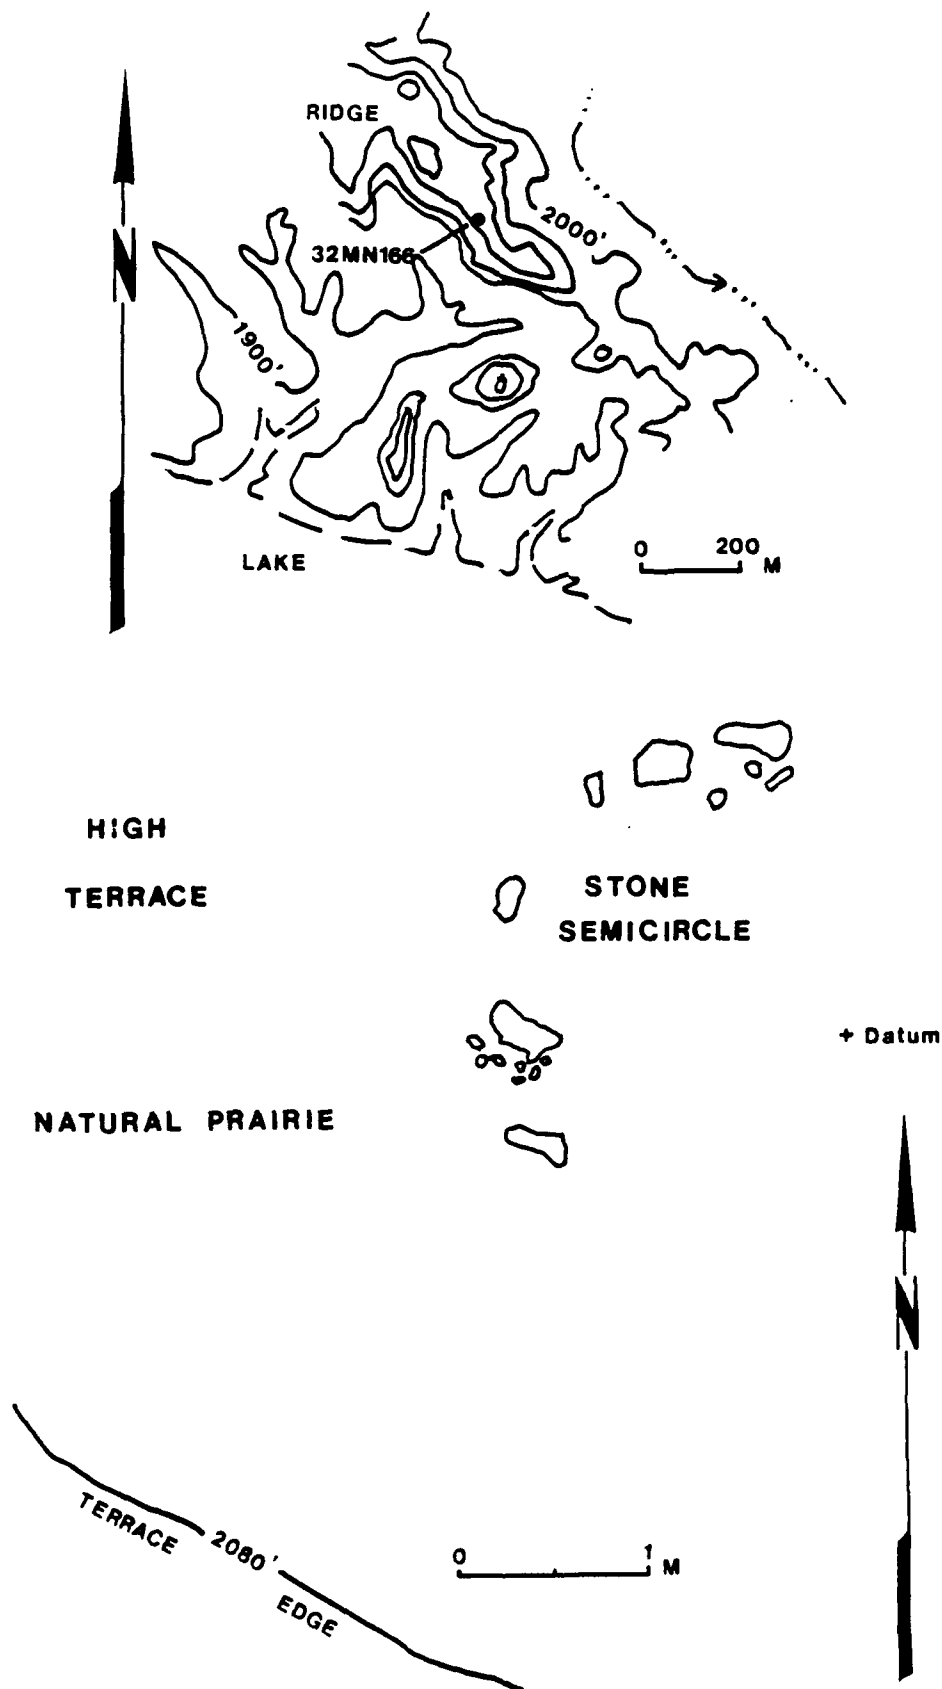 RIDGE
N
2000'
32MN166
1900'
0 200 M
LAKE
HIGH
TERRACE
STONE
SEMICIRCLE
+ Datum
NATURAL PRAIRIE
N
TERRACE 2080' EDGE
0 1 M